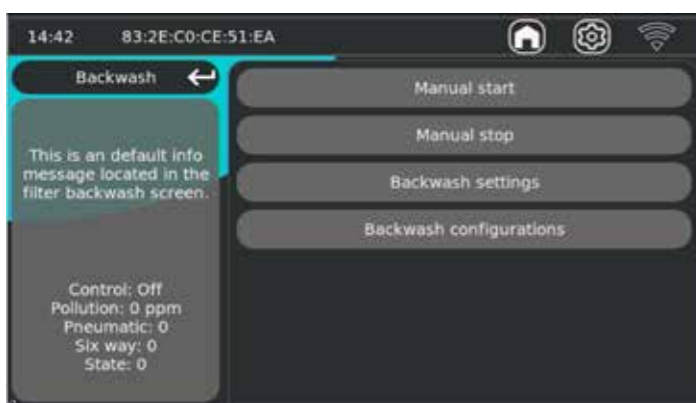 14:42 83:2E:C0:CE:51:EA
Backwash
This is an default info
message located in the
filter backwash screen.
Control: Off
Pollution: 0 ppm
Pneumatic: 0
Six way: 0
State: 0
Manual start
Manual stop
Backwash settings
Backwash configurations